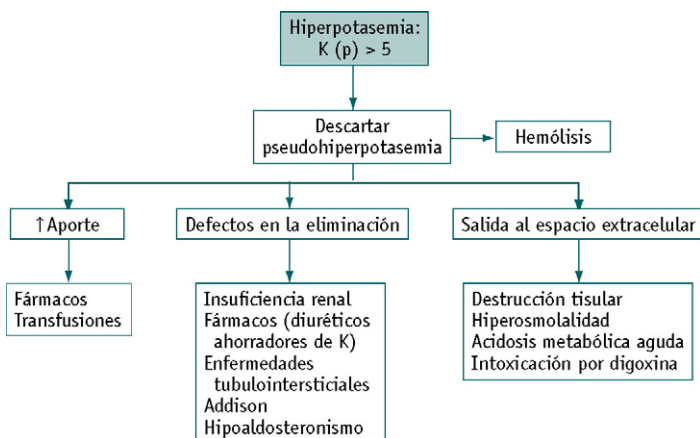 Hiperpotasemia:
K (p) > 5
Descartar
pseudohiperpotasemia
Hemólisis
↑Aporte
Defectos en la eliminación
Salida al espacio extracelular
Fármacos
Transfusiones
Insuficiencia renal
Fármacos (diuréticos
ahorradores de K)
Enfermedades
tubulointersticiales
Addison
Hipoaldosteronismo
Destrucción tisular
Hiperosmolalidad
Acidosis metabólica aguda
Intoxicación por digoxina